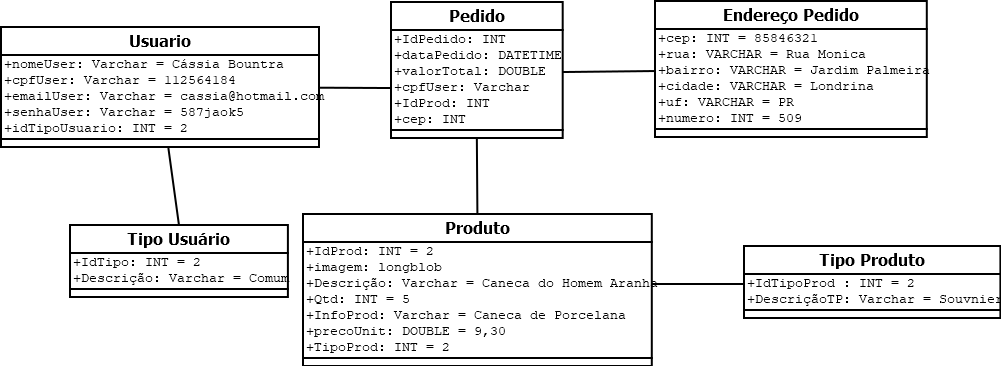 Usuario
+nomeUser: Varchar = Cássia Bountra
+cpfUser: Varchar = 112564184
+emailUser: Varchar = cassia@hotmail.com
+senhaUser: Varchar = 587jaok5
+idTipoUsuario: INT = 2
Pedido
+IdPedido: INT
+dataPedido: DATETIME
+valorTotal: DOUBLE
+cpfUser: Varchar
+IdProd: INT
+cep: INT
Endereço Pedido
+cep: INT = 85846321
+rua: VARCHAR = Rua Monica
+bairro: VARCHAR = Jardim Palmeira
+cidade: VARCHAR = Londrina
+uf: VARCHAR = PR
+numero: INT = 509
Tipo Usuário
+IdTipo: INT = 2
+Descrição: Varchar = Comum
Produto
+IdProd: INT = 2
+imagem: longblob
+Descrição: Varchar = Caneca do Homem Aranha
+Qtd: INT = 5
+InfoProd: Varchar = Caneca de Porcelana
+precoUnit: DOUBLE = 9,30
+TipoProd: INT = 2
Tipo Produto
+IdTipoProd : INT = 2
+DescriçãoTP: Varchar = Souvnier